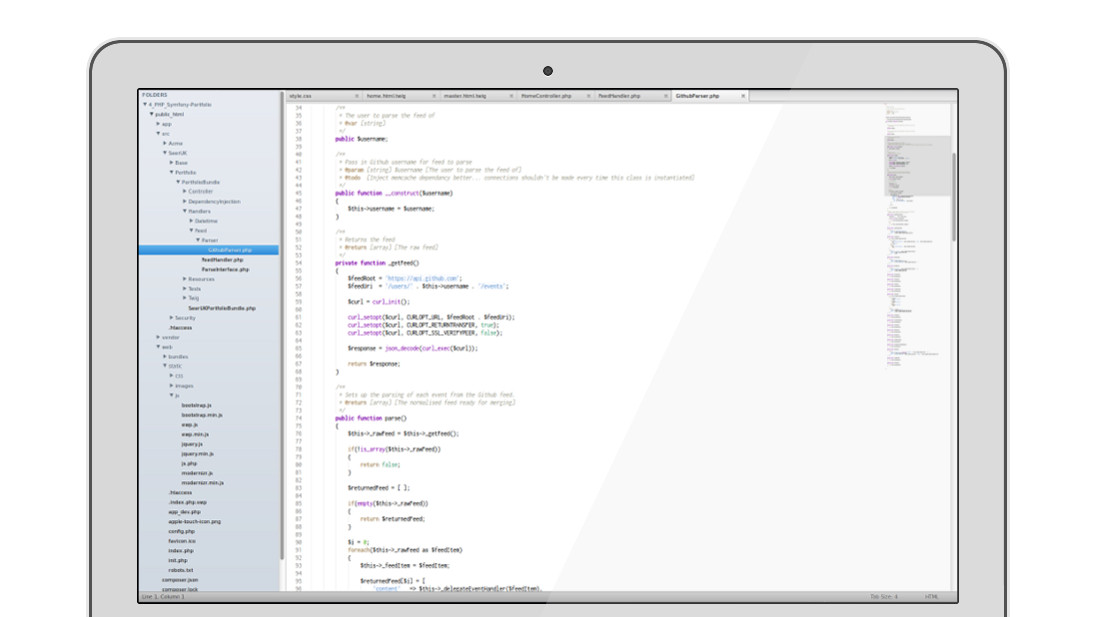 FOLDERS
4_PHP_Symfony-Portfolio
public_html
app
src
Acme
SeerUK
Base
Portfolio
PortfolioBundle
Controller
DependencyInjection
Handlers
Datetime
Feed
Parser
GithubParser.php
FeedHandler.php
ParseInterface.php
Resources
Tests
Twig
SeerUKPortfolioBundle.php
Security
.htaccess
vendor
web
bundles
static
css
images
js
bootstrap.js
bootstrap.min.js
ewp.js
ewp.min.js
jquery.js
jquery.min.js
js.php
modernizr.js
modernizr.min.js
.htaccess
.index.php.swp
app_dev.php
apple-touch-icon.png
config.php
favicon.ico
index.php
init.php
robots.txt
composer.json
composer.lock
style.css
home.html.twig
master.html.twig
HomeController.php
FeedHandler.php
GithubParser.php
34 /**
35 * The user to parse the feed of
36 * @var [string]
37 */
38 public $username;
39
40 /**
41 * Pass in Github username for feed to parse
42 * @param [string] $username [The user to parse the feed of]
43 * @todo [Inject memcache dependancy better... connections shouldn't be made every time this class is instantiated]
44 */
45 public function __construct($username)
46 {
47 $this->username = $username;
48 }
49
50 /**
51 * Returns the feed
52 * @return [array] [The raw feed]
53 */
54 private function _getFeed()
55 {
56 $feedRoot = 'https://api.github.com';
57 $feedUri = '/users/' . $this->username . '/events';
58
59 $curl = curl_init();
60
61 curl_setopt($curl, CURLOPT_URL, $feedRoot . $feedUri);
62 curl_setopt($curl, CURLOPT_RETURNTRANSFER, true);
63 curl_setopt($curl, CURLOPT_SSL_VERIFYPEER, false);
64
65 $response = json_decode(curl_exec($curl));
66
67 return $response;
68 }
69
70 /**
71 * Sets up the parsing of each event from the Github feed.
72 * @return [array] [The normalised feed ready for merging]
73 */
74 public function parse()
75 {
76 $this->_rawFeed = $this->_getFeed();
77
78 if(!is_array($this->_rawFeed))
79 {
80 return false;
81 }
82
83 $returnedFeed = [ ];
84
85 if(empty($this->_rawFeed))
86 {
87 return $returnedFeed;
88 }
89
90 $i = 0;
91 foreach($this->_rawFeed as $feedItem)
92 {
93 $this->_feedItem = $feedItem;
94
95 $returnedFeed[$i] = [
96 'content' => $this->_delegateEventHandler($feedItem),
Line 1, Column 1
Tab Size: 4
HTML